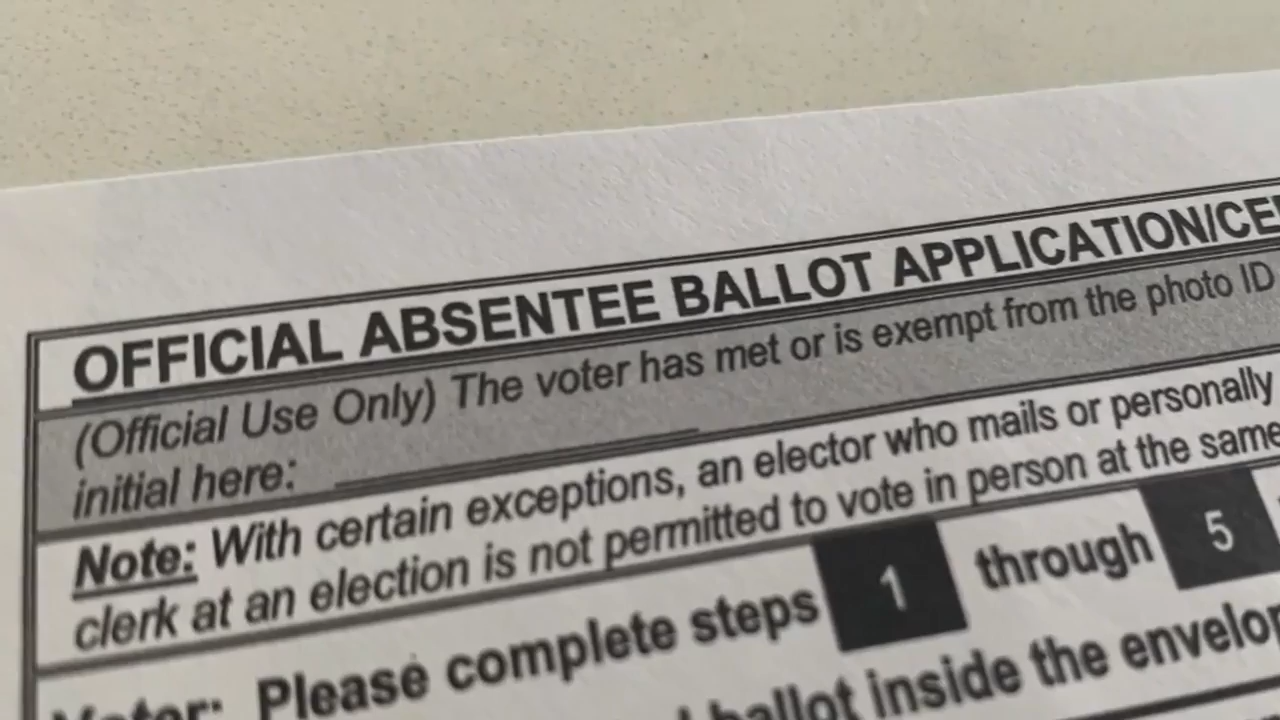 OFFICIAL ABSENTEE BALLOT APPLICATION/CE
(Official Use Only) The voter has met or is exempt from the photo ID
initial here:
Note: With certain exceptions, an elector who mails or personally
clerk at an election is not permitted to vote in person at the same
Voter: Please complete steps 1 through 5
ballot inside the envelop